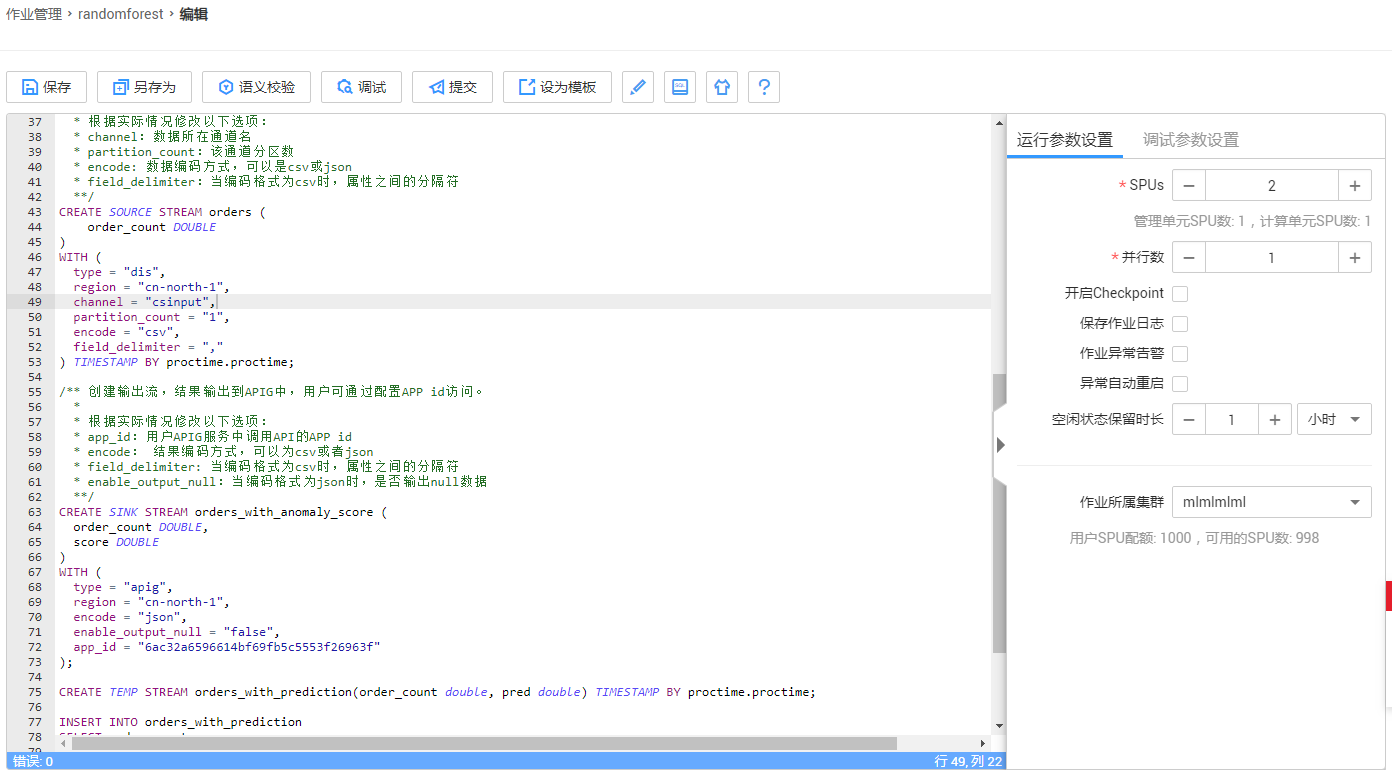 作业管理 › randomforest › 编辑
保存 另存为 语义校验 调试 提交 设为模板 SQL ?
37 * 根据实际情况修改以下选项：
38 * channel: 数据所在通道名
39 * partition_count: 该通道分区数
40 * encode: 数据编码方式，可以是csv或json
41 * field_delimiter: 当编码格式为csv时，属性之间的分隔符
42 **/
43 CREATE SOURCE STREAM orders (
44 order_count DOUBLE
45 )
46 WITH (
47 type = "dis",
48 region = "cn-north-1",
49 channel = "csinput",
50 partition_count = "1",
51 encode = "csv",
52 field_delimiter = ","
53 ) TIMESTAMP BY proctime.proctime;
54
55 /** 创建输出流，结果输出到APIG中，用户可通过配置APP id访问。
56 *
57 * 根据实际情况修改以下选项：
58 * app_id: 用户APIG服务中调用API的APP id
59 * encode: 结果编码方式，可以为csv或者json
60 * field_delimiter: 当编码格式为csv时，属性之间的分隔符
61 * enable_output_null: 当编码格式为json时，是否输出null数据
62 **/
63 CREATE SINK STREAM orders_with_anomaly_score (
64 order_count DOUBLE,
65 score DOUBLE
66 )
67 WITH (
68 type = "apig",
69 region = "cn-north-1",
70 encode = "json",
71 enable_output_null = "false",
72 app_id = "6ac32a6596614bf69fb5c5553f26963f"
73 );
74
75 CREATE TEMP STREAM orders_with_prediction(order_count double, pred double) TIMESTAMP BY proctime.proctime;
76
77 INSERT INTO orders_with_prediction
78
79
错误: 0
行 49, 列 22
运行参数设置 调试参数设置
* SPUs − 2 +
管理单元SPU数: 1，计算单元SPU数: 1
* 并行数 − 1 +
开启Checkpoint
保存作业日志
作业异常告警
异常自动重启
空闲状态保留时长 − 1 + 小时
作业所属集群 mlmlmlml
用户SPU配额: 1000，可用的SPU数: 998